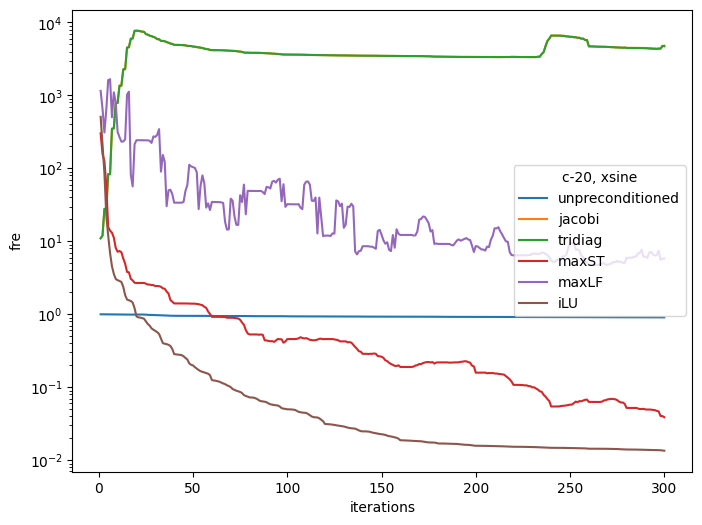 10⁴
10³
10²
10¹
10⁰
10⁻¹
10⁻²
fre
c-20, xsine
unpreconditioned
jacobi
tridiag
maxST
maxLF
iLU
0
50
100
150
200
250
300
iterations